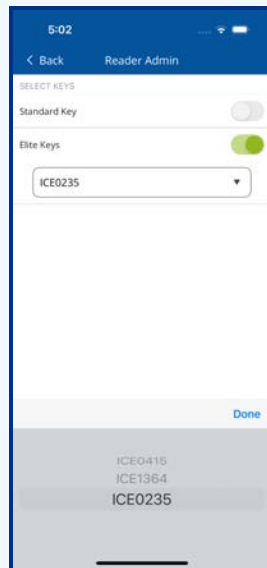 5:02
< Back Reader Admin
SELECT KEYS
Standard Key
Elite Keys
ICE0235
Done
ICE0415
ICE1364
ICE0235